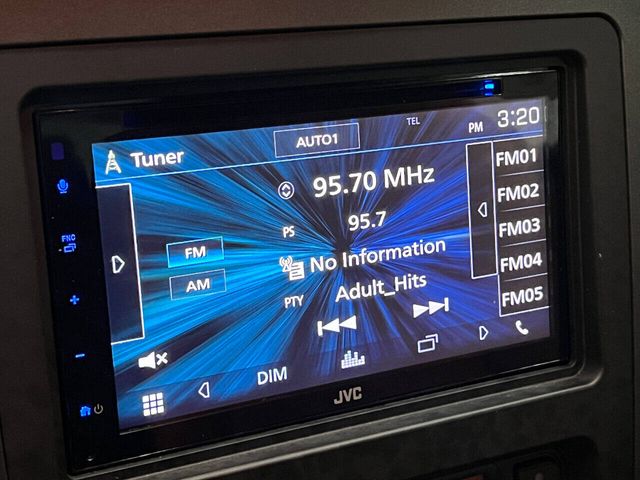 TEL
PM 3:20
Tuner
AUTO1
FM01
FM02
FM03
FM04
FM05
95.70 MHz
PS
95.7
FM
AM
No Information
PTY
Adult_Hits
FNC
+
-
DIM
JVC